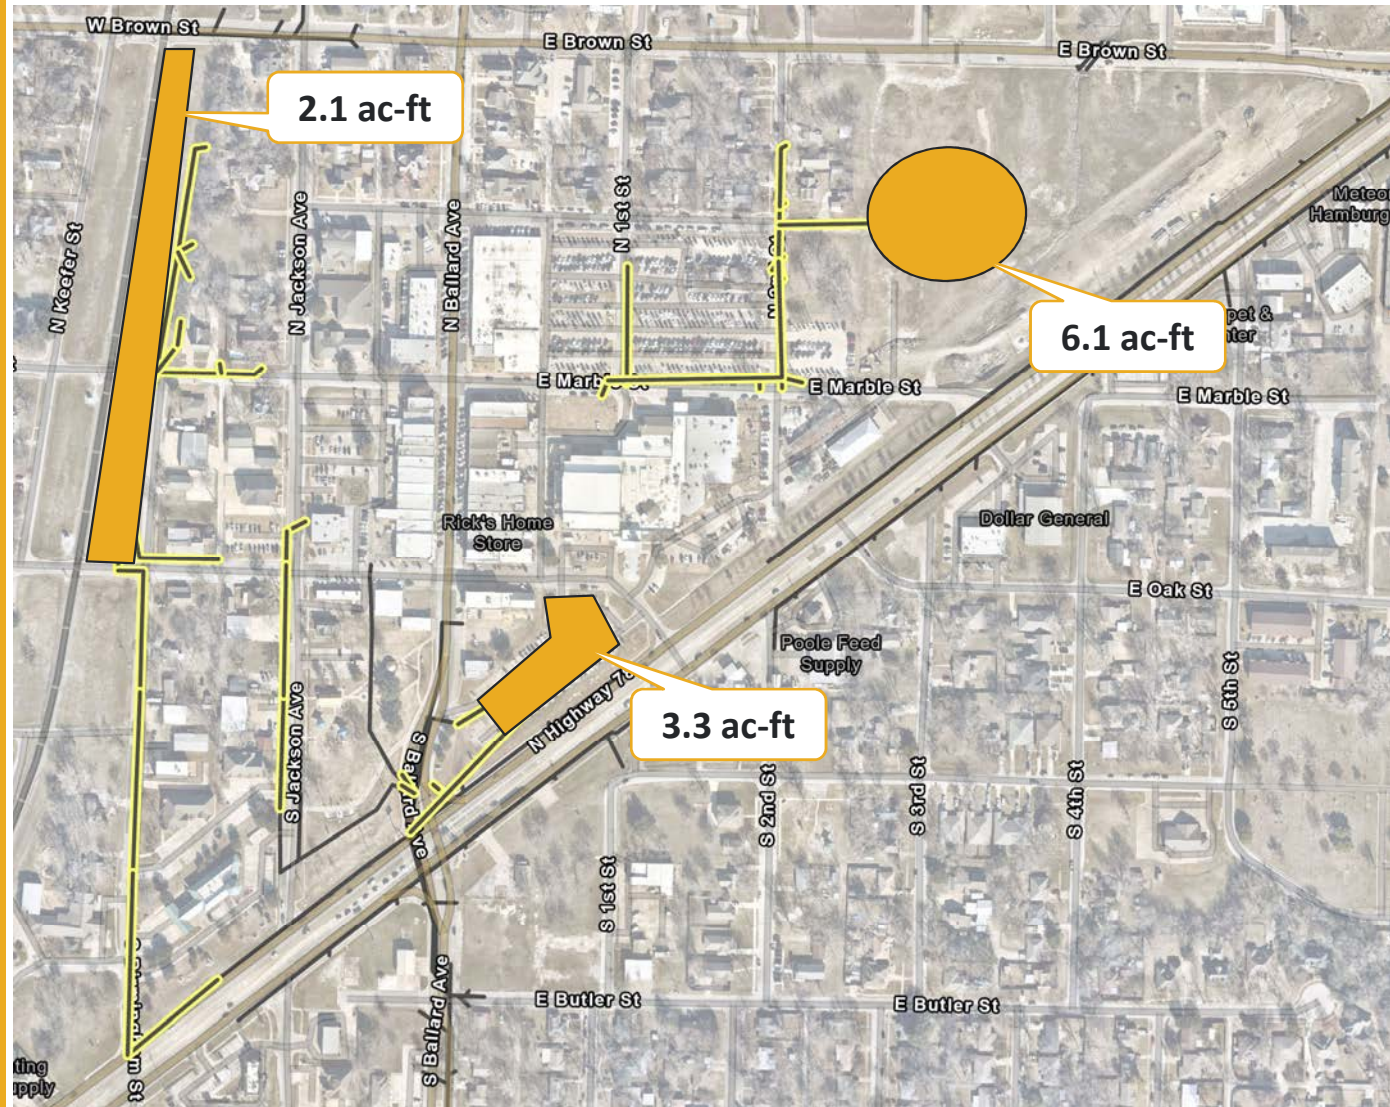 W Brown St
E Brown St
E Brown St
2.1 ac-ft
N Keefer St
N Jackson Ave
N Ballard Ave
N 1st St
6.1 ac-ft
E Marble St
E Marble St
E Marble St
Rick's Home
Store
Dollar General
E Oak St
Poole Feed
Supply
N Highway 78
3.3 ac-ft
S Jackson Ave
S Ballard Ave
S 1st St
S 2nd St
S 3rd St
S 4th St
S 5th St
S Ballard Ave
E Butler St
E Butler St